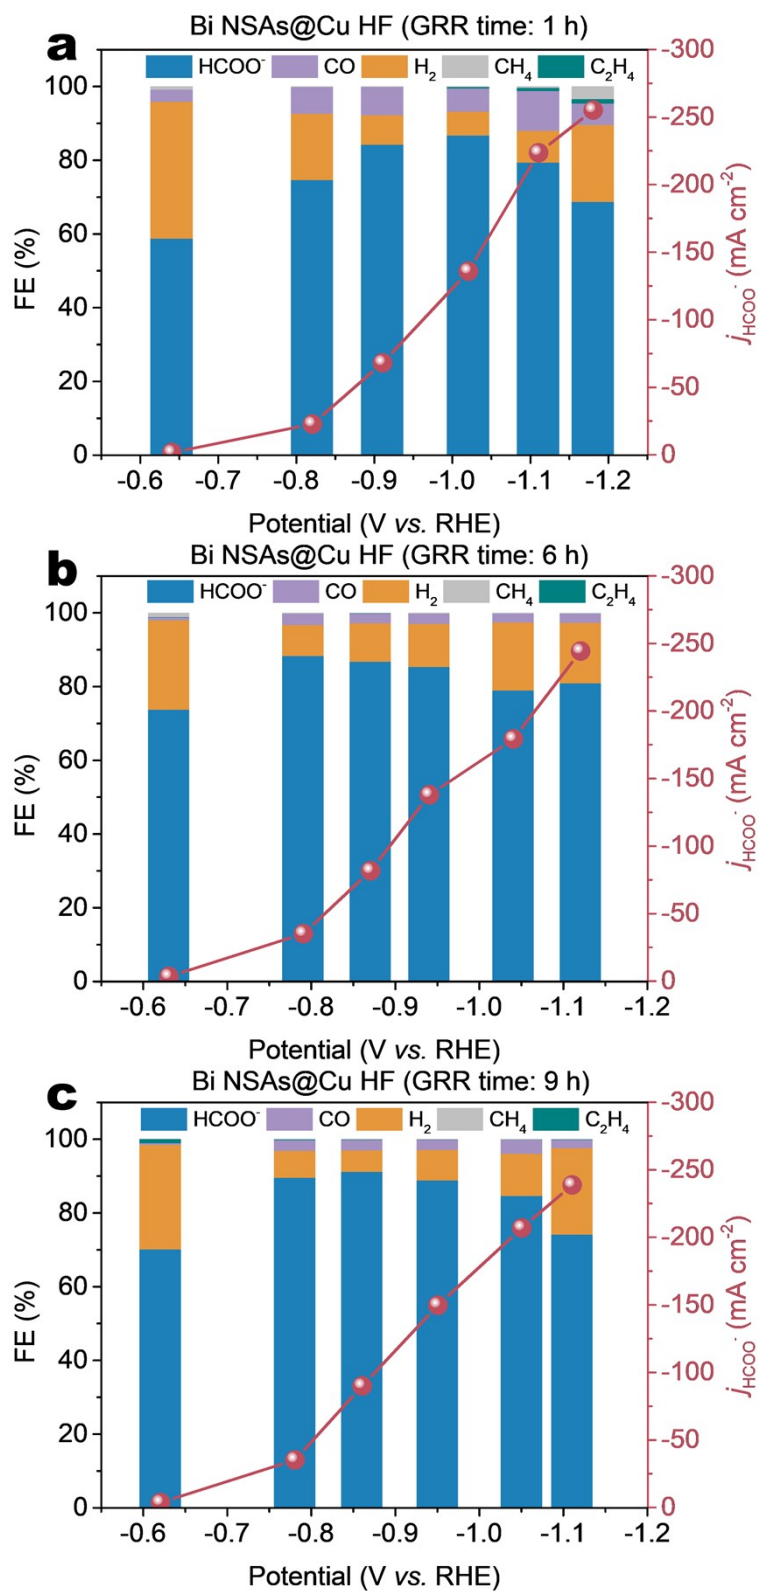 a
Bi NSAs@Cu HF (GRR time: 1 h)
HCOO⁻ CO H₂ CH₄ C₂H₄
100
80
60
40
20
0
FE (%)
-300
-250
-200
-150
-100
-50
0
j_HCOO⁻ (mA cm⁻²)
-0.6 -0.7 -0.8 -0.9 -1.0 -1.1 -1.2
Potential (V vs. RHE)
b
Bi NSAs@Cu HF (GRR time: 6 h)
HCOO⁻ CO H₂ CH₄ C₂H₄
100
80
60
40
20
0
FE (%)
-300
-250
-200
-150
-100
-50
0
j_HCOO⁻ (mA cm⁻²)
-0.6 -0.7 -0.8 -0.9 -1.0 -1.1 -1.2
Potential (V vs. RHE)
c
Bi NSAs@Cu HF (GRR time: 9 h)
HCOO⁻ CO H₂ CH₄ C₂H₄
100
80
60
40
20
0
FE (%)
-300
-250
-200
-150
-100
-50
0
j_HCOO⁻ (mA cm⁻²)
-0.6 -0.7 -0.8 -0.9 -1.0 -1.1 -1.2
Potential (V vs. RHE)